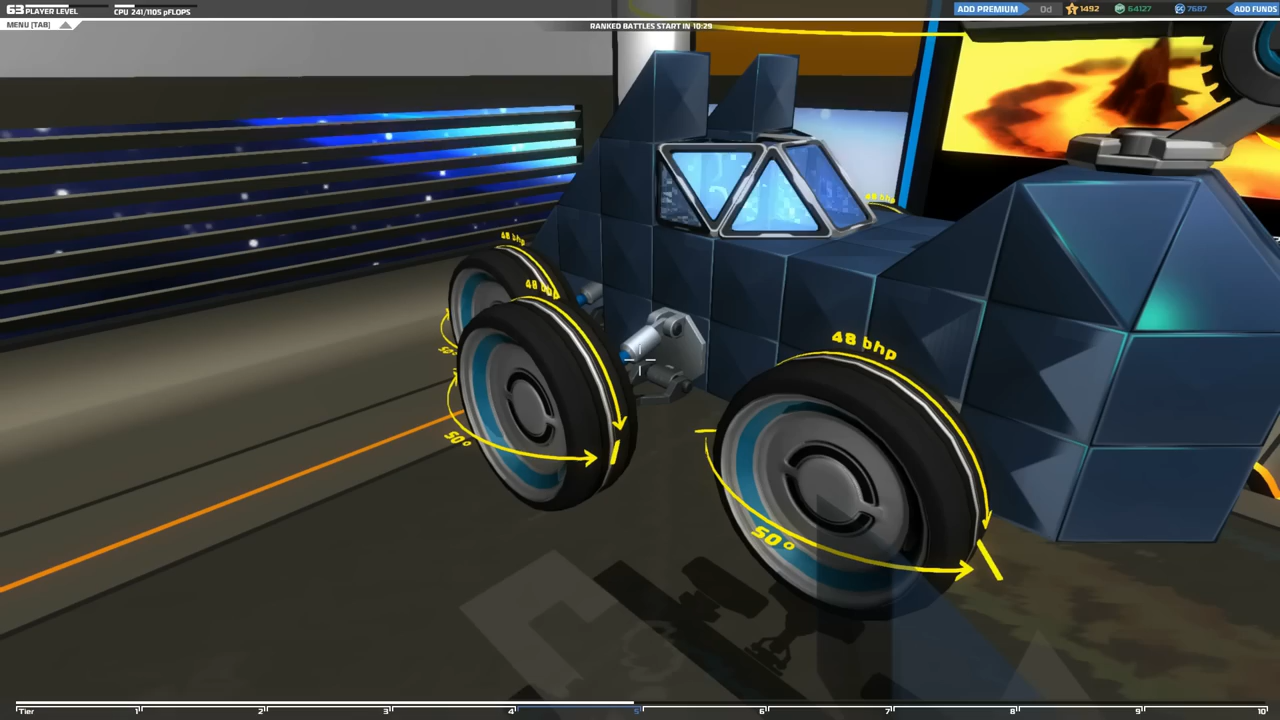 63 PLAYER LEVEL
CPU 241/1105 pFLOPS
ADD PREMIUM
0d
1492
64127
7687
ADD FUNDS
MENU [TAB]
RANKED BATTLES START IN 10:29
48 bhp
48 bhp
48 bhp
48 bhp
50°
50°
Tier
1
2
3
4
5
6
7
8
9
10